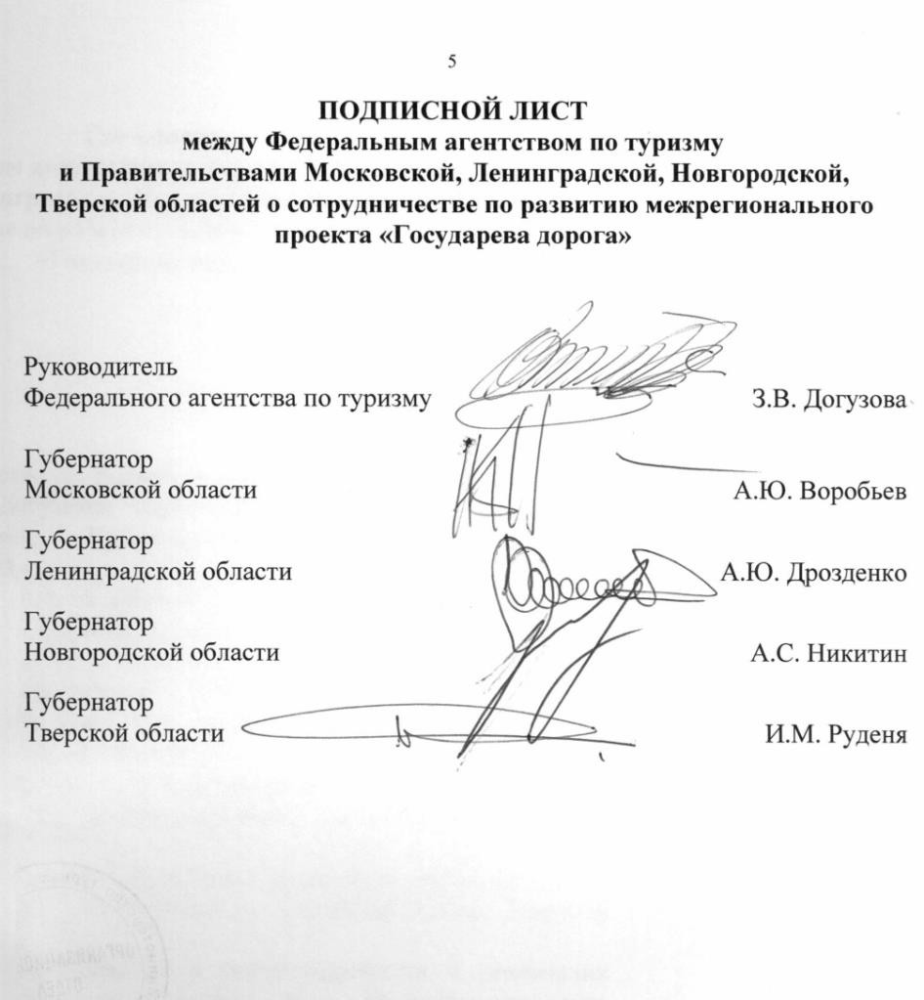 5
ПОДПИСНОЙ ЛИСТ
между Федеральным агентством по туризму
и Правительствами Московской, Ленинградской, Новгородской,
Тверской областей о сотрудничестве по развитию межрегионального
проекта «Государева дорога»
Руководитель
Федерального агентства по туризму З.В. Догузова
Губернатор
Московской области А.Ю. Воробьев
Губернатор
Ленинградской области А.Ю. Дрозденко
Губернатор
Новгородской области А.С. Никитин
Губернатор
Тверской области И.М. Руденя